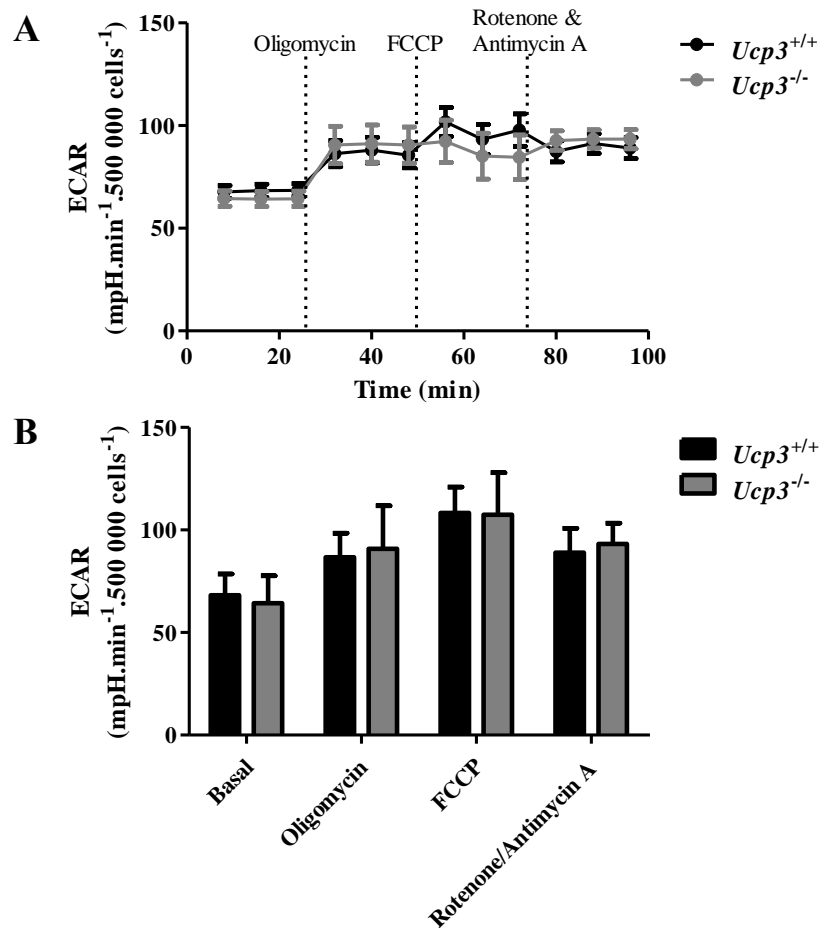 A
150
100
50
0
ECAR
(mpH.min-1.500 000 cells-1)
Oligomycin
FCCP
Rotenone &
Antimycin A
Ucp3+/+
Ucp3-/-
0 20 40 60 80 100
Time (min)
B
150
100
50
0
ECAR
(mpH.min-1.500 000 cells-1)
Ucp3+/+
Ucp3-/-
Basal
Oligomycin
FCCP
Rotenone/Antimycin A